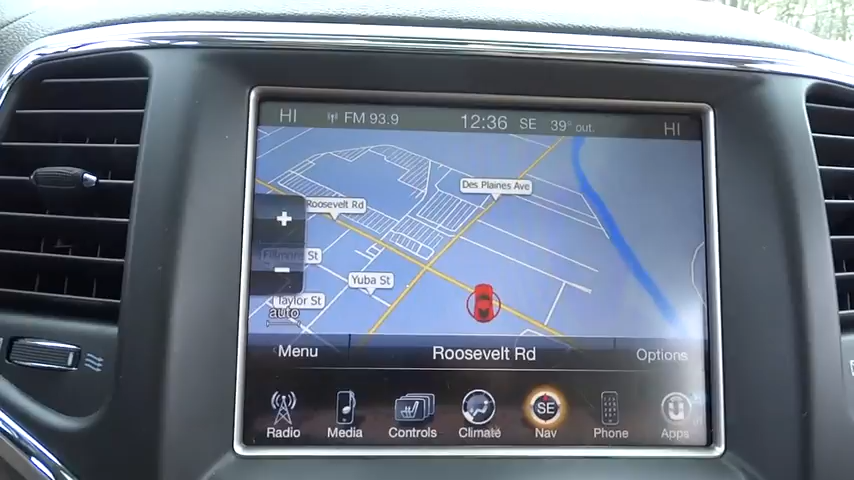 HI FM 93.9 12:36 SE 39° out. HI
Des Plaines Ave
Roosevelt Rd
Fillmore St
Yuba St
Taylor St
auto
Menu Roosevelt Rd Options
SE
Radio Media Controls Climate Nav Phone Apps